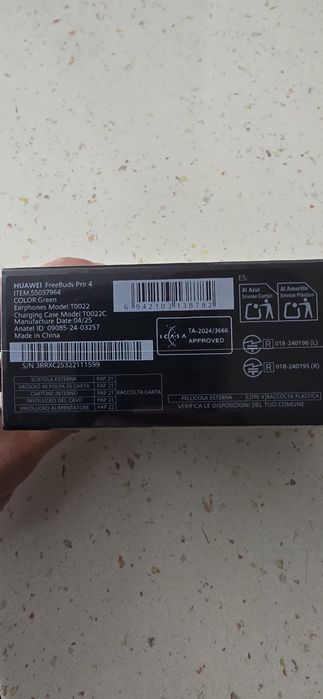 HUAWEI FreeBuds Pro 4
ITEM:55037964
COLOR:Green
Earphones Model:T0022
Charging Case Model:T0022C
Manufacture Date:04/25
Anatel ID: 09085-24-03257
Made in China
S/N:3RRXC25322111599
6 942103 138782
ICASA
TA-2024/3666
APPROVED
ES:
Al Azul
Envase Cartón
Al Amarillo
Envase Plástico
R 018-240196 (L)
R 018-240195 (R)
SCATOLA ESTERNA PAP 21
VASSOIO IN POLPA DI CARTA PAP 21
CARTONE INTERNO PAP 21
INVOLUCRO DEL CAVO PAP 21
INVOLUCRO ALIMENTATORE PAP 22
RACCOLTA CARTA
PELLICOLA ESTERNA LDPE 4 RACCOLTA PLASTICA
VERIFICA LE DISPOSIZIONI DEL TUO COMUNE